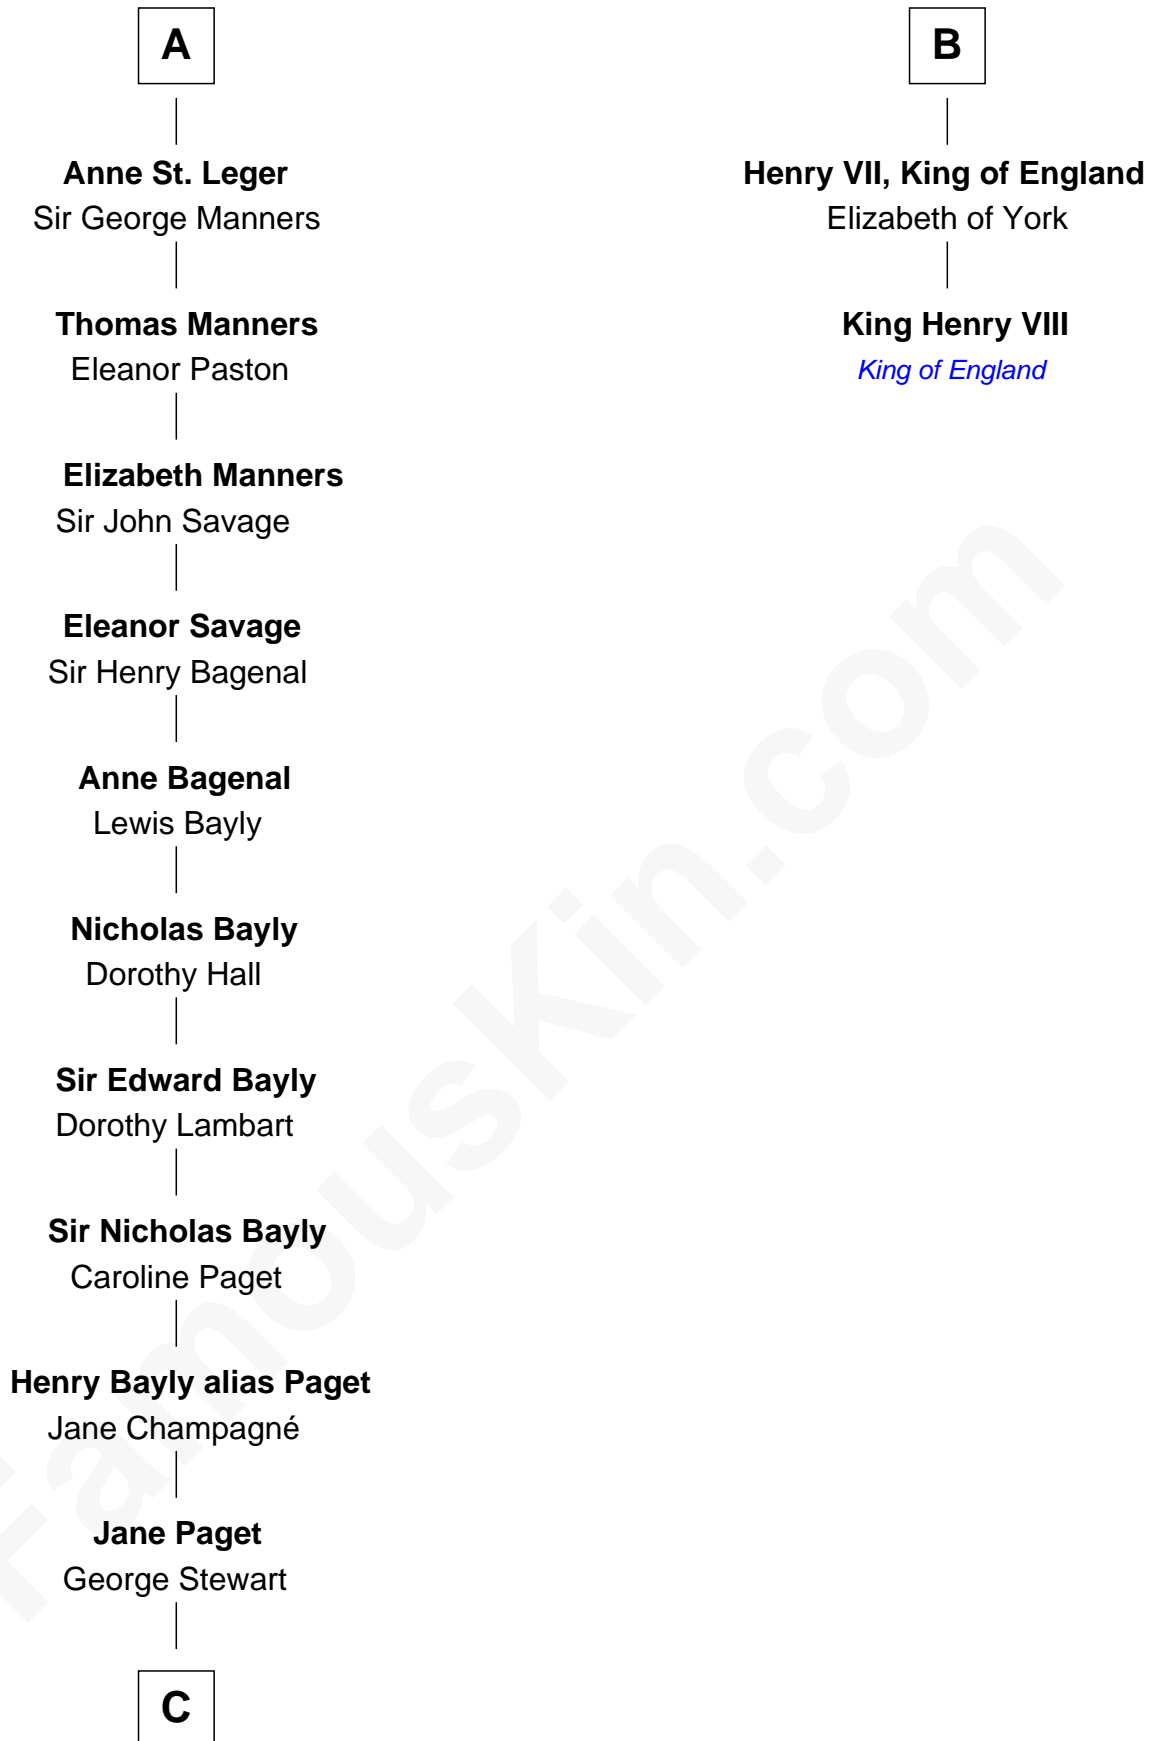 A
Anne St. Leger
Sir George Manners
Thomas Manners
Eleanor Paston
Elizabeth Manners
Sir John Savage
Eleanor Savage
Sir Henry Bagenal
Anne Bagenal
Lewis Bayly
Nicholas Bayly
Dorothy Hall
Sir Edward Bayly
Dorothy Lambart
Sir Nicholas Bayly
Caroline Paget
Henry Bayly alias Paget
Jane Champagné
Jane Paget
George Stewart
C
B
Henry VII, King of England
Elizabeth of York
King Henry VIII
King of England
FamousKin.com